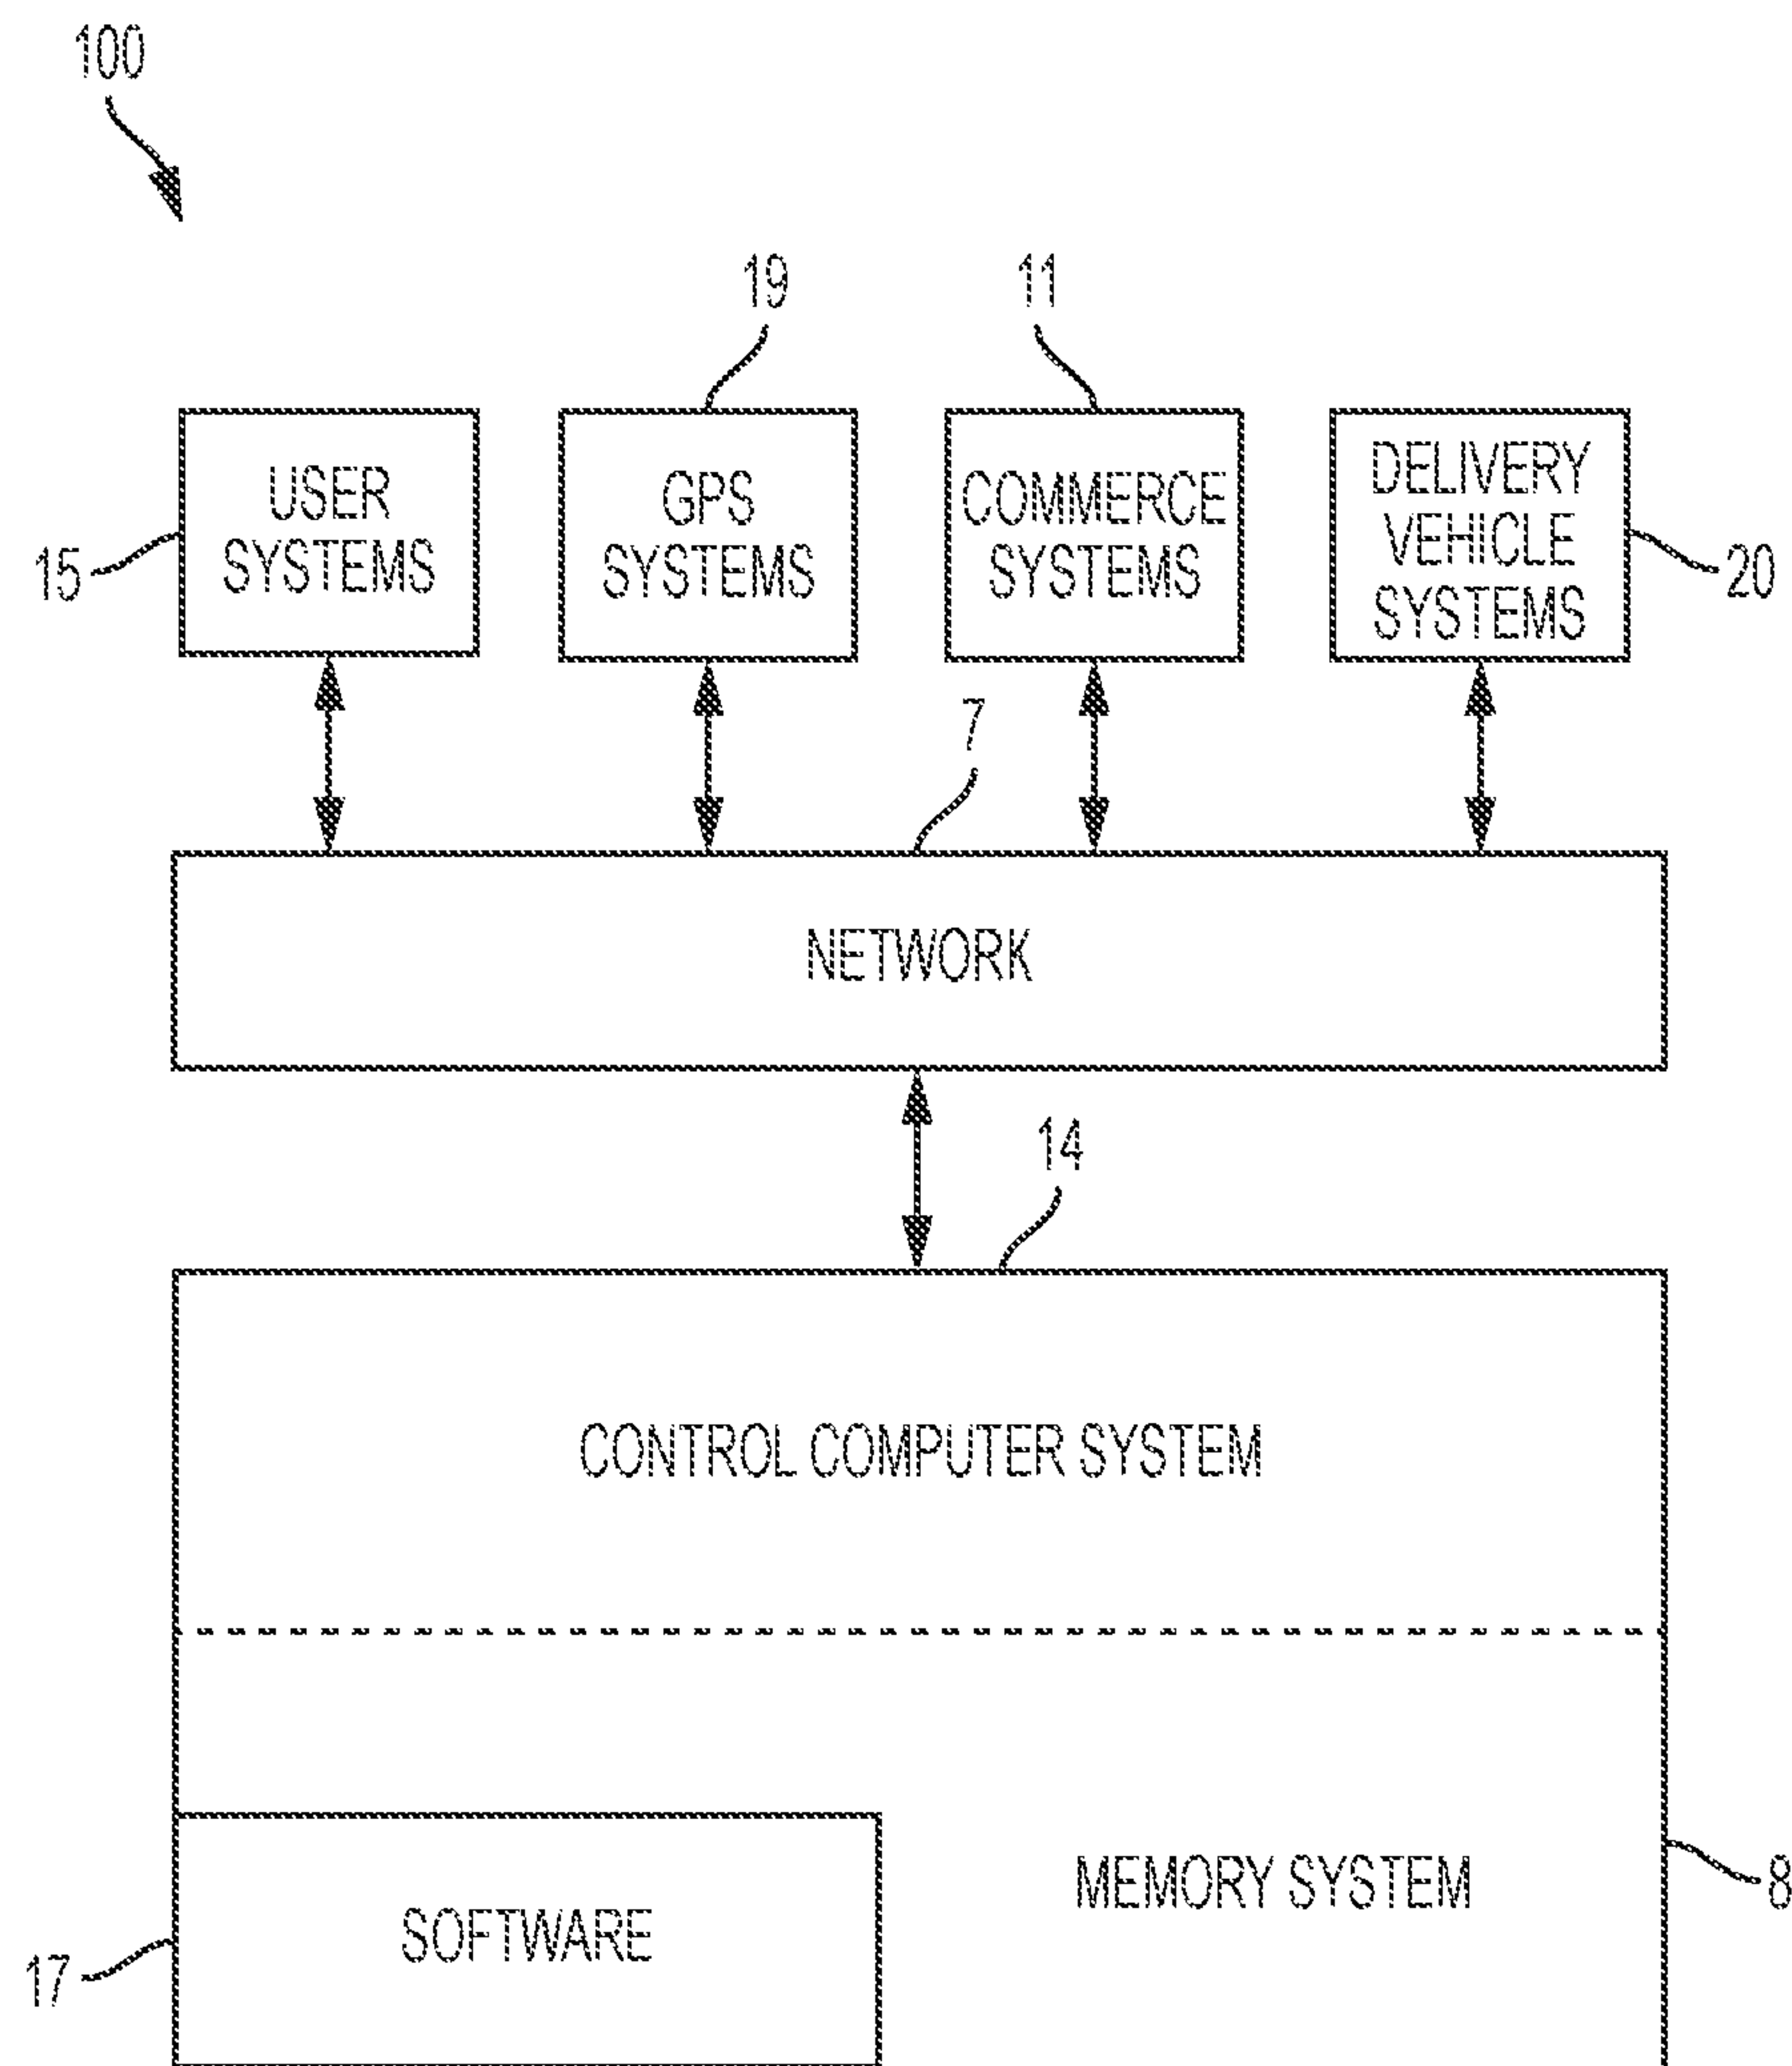 100
19
11
USER
SYSTEMS
GPS
SYSTEMS
COMMERCE
SYSTEMS
DELIVERY
VEHICLE
SYSTEMS
15
20
7
NETWORK
14
CONTROL COMPUTER SYSTEM
MEMORY SYSTEM
8
SOFTWARE
17